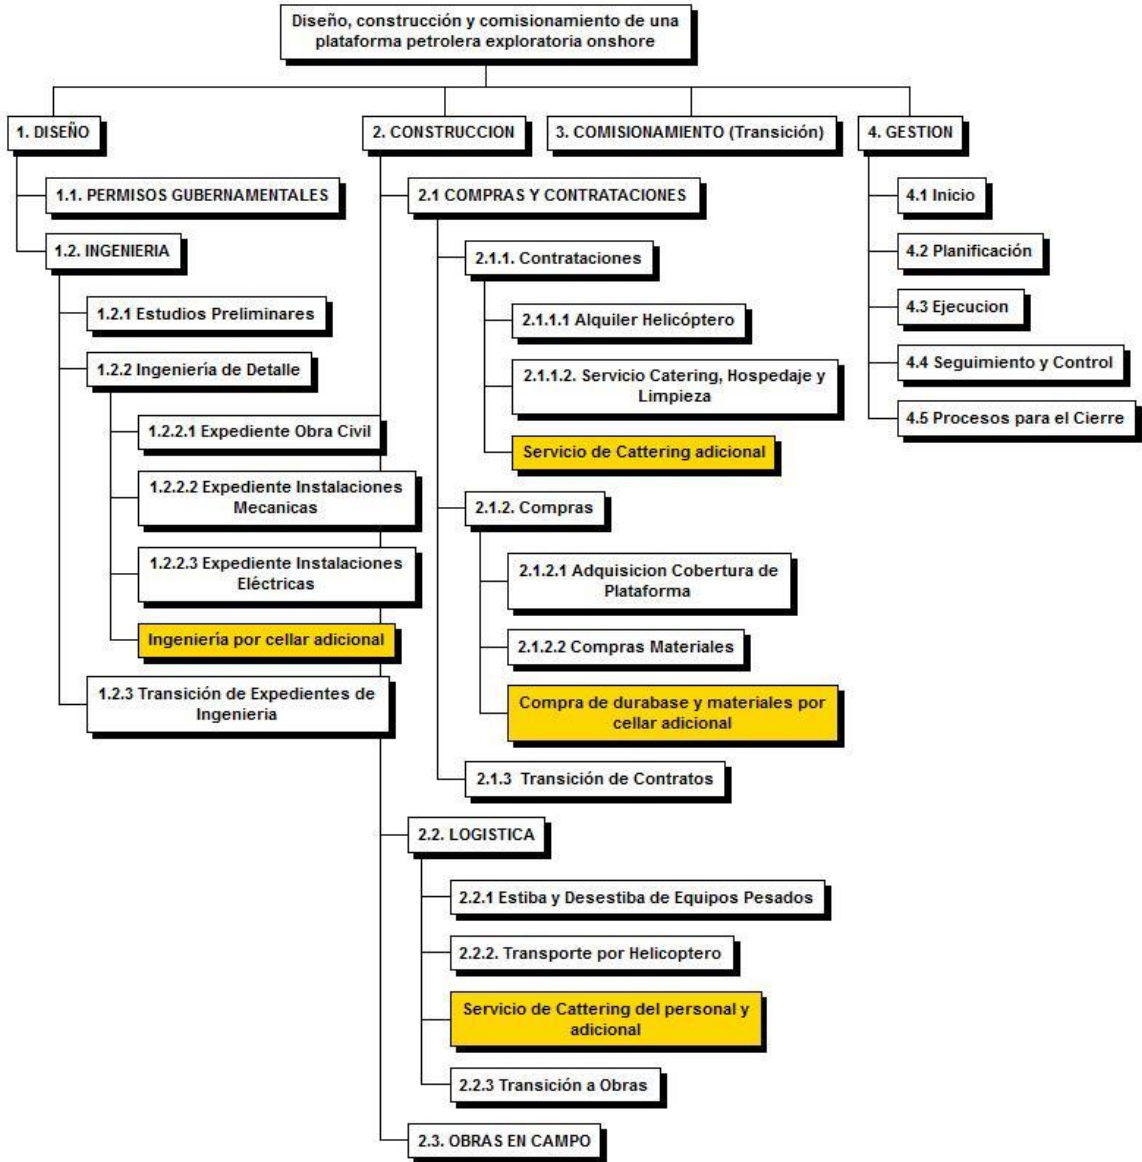 Diseño, construcción y comisionamiento de una
plataforma petrolera exploratoria onshore
1. DISEÑO
2. CONSTRUCCION
3. COMISIONAMIENTO (Transición)
4. GESTION
1.1. PERMISOS GUBERNAMENTALES
1.2. INGENIERIA
1.2.1 Estudios Preliminares
1.2.2 Ingeniería de Detalle
1.2.2.1 Expediente Obra Civil
1.2.2.2 Expediente Instalaciones
Mecanicas
1.2.2.3 Expediente Instalaciones
Eléctricas
Ingeniería por cellar adicional
1.2.3 Transición de Expedientes de
Ingenieria
2.1 COMPRAS Y CONTRATACIONES
2.1.1. Contrataciones
2.1.1.1 Alquiler Helicóptero
2.1.1.2. Servicio Catering, Hospedaje y
Limpieza
Servicio de Cattering adicional
2.1.2. Compras
2.1.2.1 Adquisicion Cobertura de
Plataforma
2.1.2.2 Compras Materiales
Compra de durabase y materiales por
cellar adicional
2.1.3 Transición de Contratos
2.2. LOGISTICA
2.2.1 Estiba y Desestiba de Equipos Pesados
2.2.2. Transporte por Helicoptero
Servicio de Cattering del personal y
adicional
2.2.3 Transición a Obras
2.3. OBRAS EN CAMPO
4.1 Inicio
4.2 Planificación
4.3 Ejecucion
4.4 Seguimiento y Control
4.5 Procesos para el Cierre